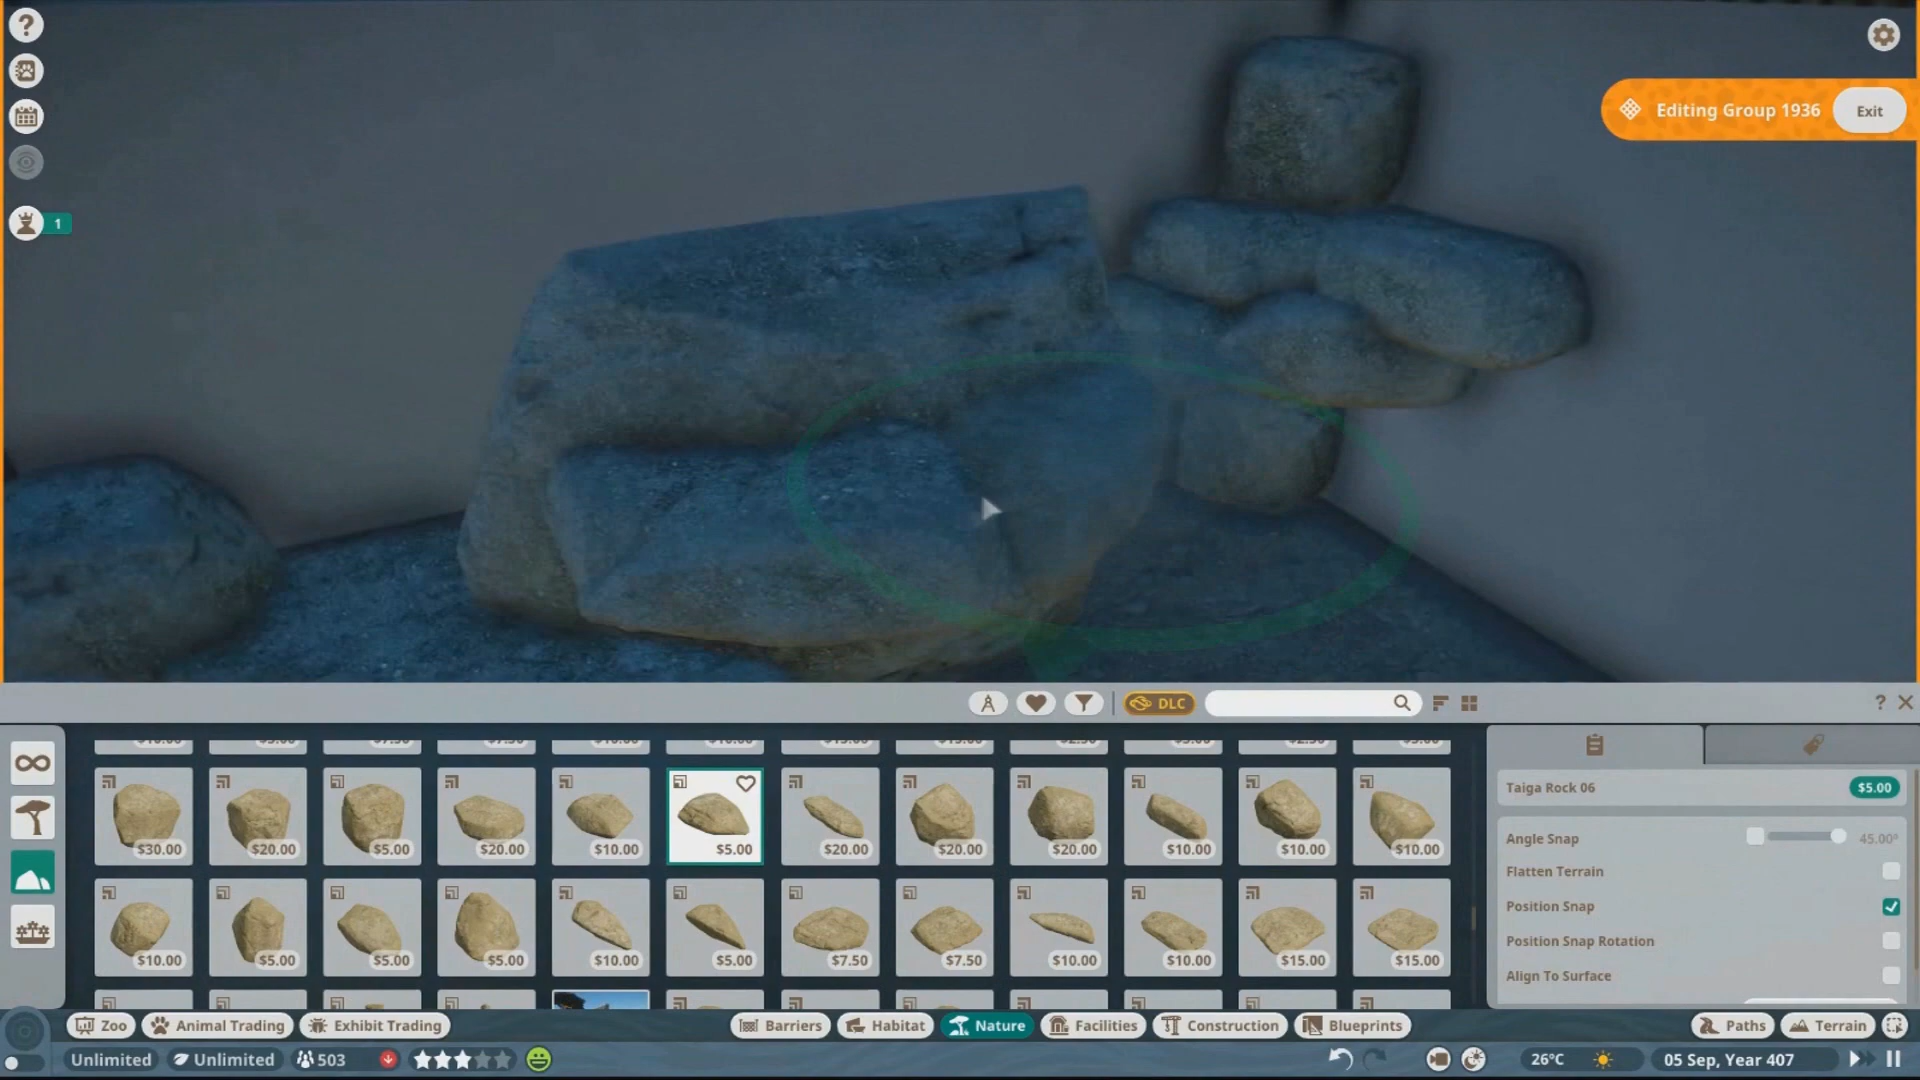 ?
Editing Group 1936
Exit
1
DLC
?
$30.00 $20.00 $5.00 $20.00 $10.00 $5.00 $20.00 $20.00 $20.00 $10.00 $10.00 $10.00
$10.00 $5.00 $5.00 $5.00 $10.00 $5.00 $7.50 $7.50 $10.00 $10.00 $15.00 $15.00
Taiga Rock 06 $5.00
Angle Snap 45.00°
Flatten Terrain
Position Snap
Position Snap Rotation
Align To Surface
Zoo Animal Trading Exhibit Trading Barriers Habitat Nature Facilities Construction Blueprints Paths Terrain
Unlimited Unlimited 503 26°C 05 Sep, Year 407